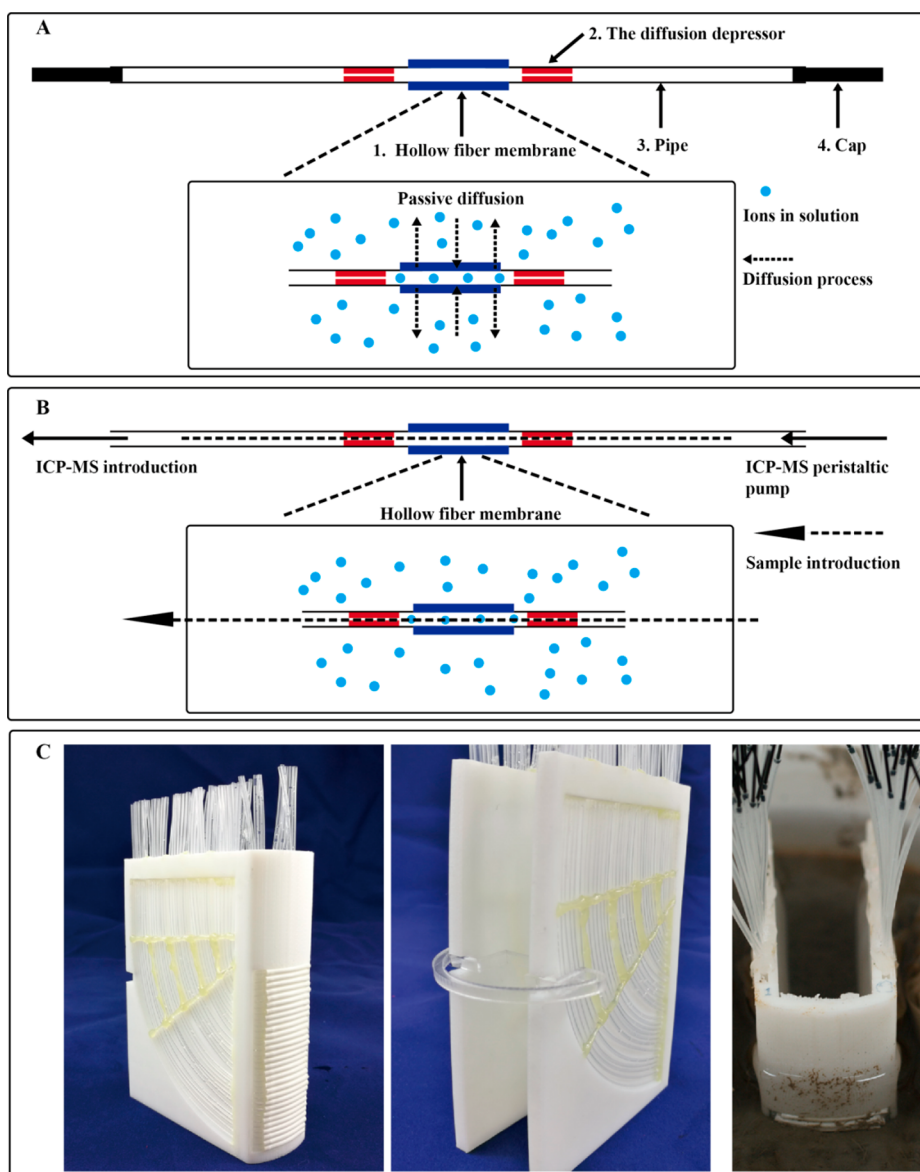 A
2. The diffusion depressor
1. Hollow fiber membrane
3. Pipe
4. Cap
Passive diffusion
Ions in solution
Diffusion process
B
ICP-MS introduction
ICP-MS peristaltic
pump
Hollow fiber membrane
Sample introduction
C